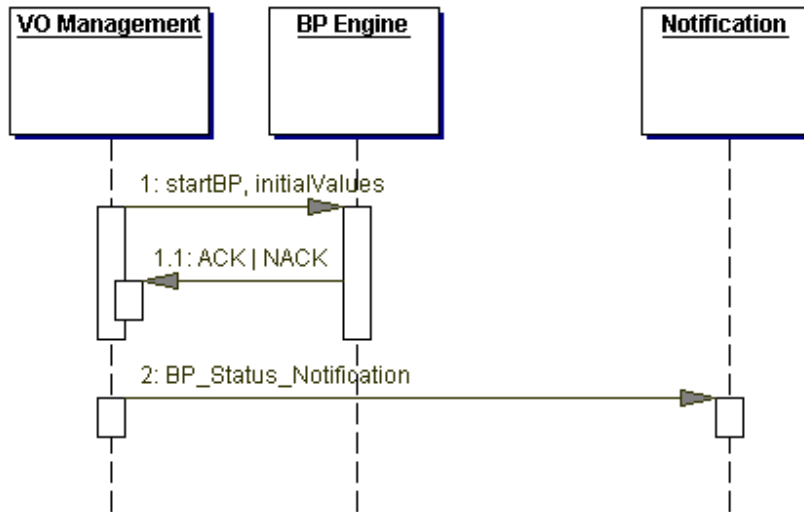 VO Management
BP Engine
Notification
1: startBP, initialValues
1.1: ACK | NACK
2: BP_Status_Notification